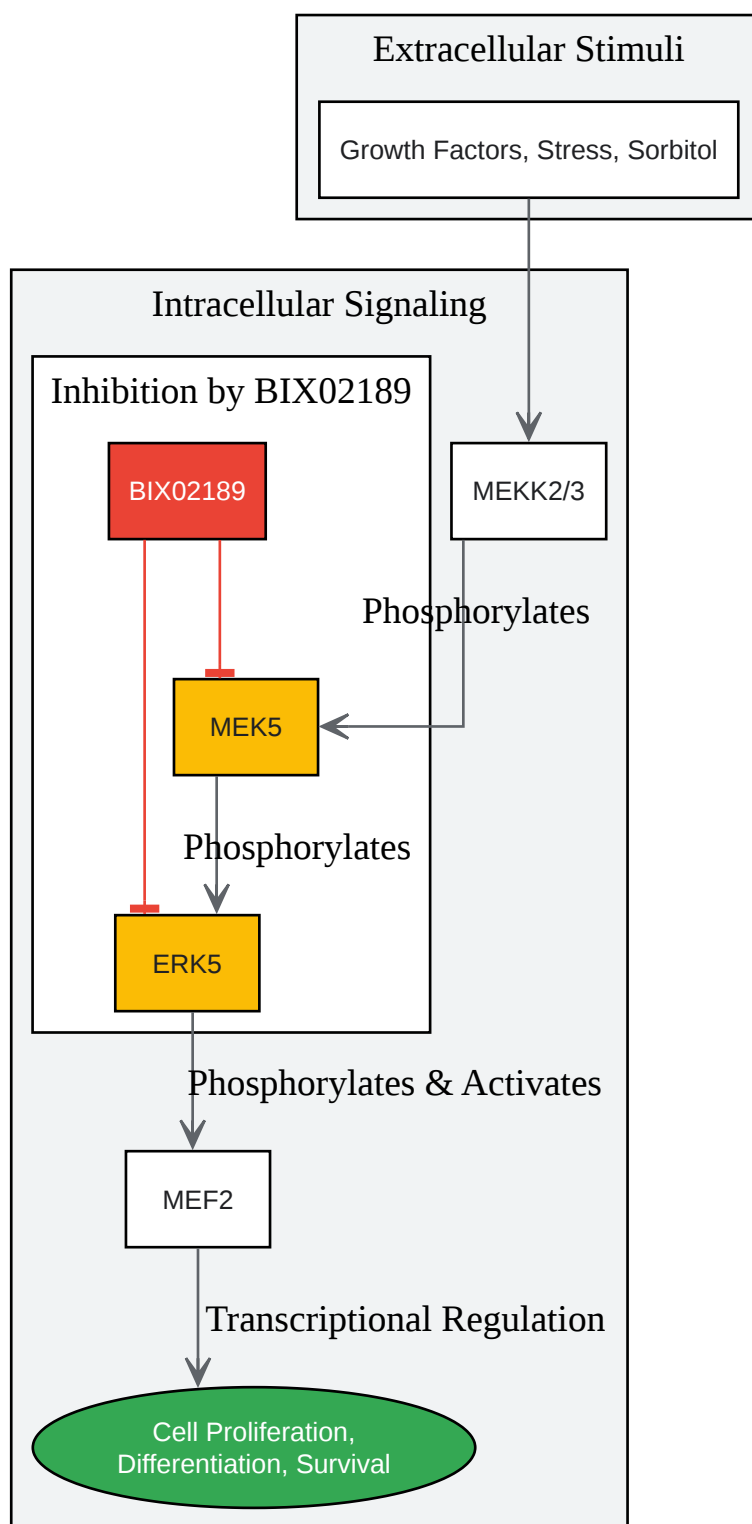 Extracellular Stimuli
Growth Factors, Stress, Sorbitol
Intracellular Signaling
Inhibition by BIX02189
BIX02189
MEKK2/3
Phosphorylates
MEK5
Phosphorylates
ERK5
Phosphorylates & Activates
MEF2
Transcriptional Regulation
Cell Proliferation,
Differentiation, Survival